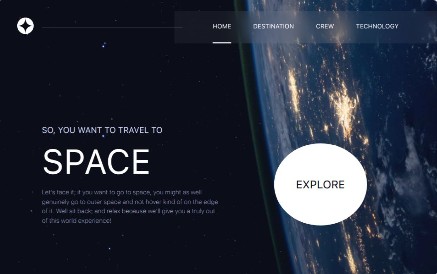 HOME DESTINATION CREW TECHNOLOGY
SO, YOU WANT TO TRAVEL TO
SPACE
Let's face it; if you want to go to space, you might as well
genuinely go to outer space and not hover kind of on the edge
of it. Well sit back, and relax because we'll give you a truly out
of this world experience!
EXPLORE